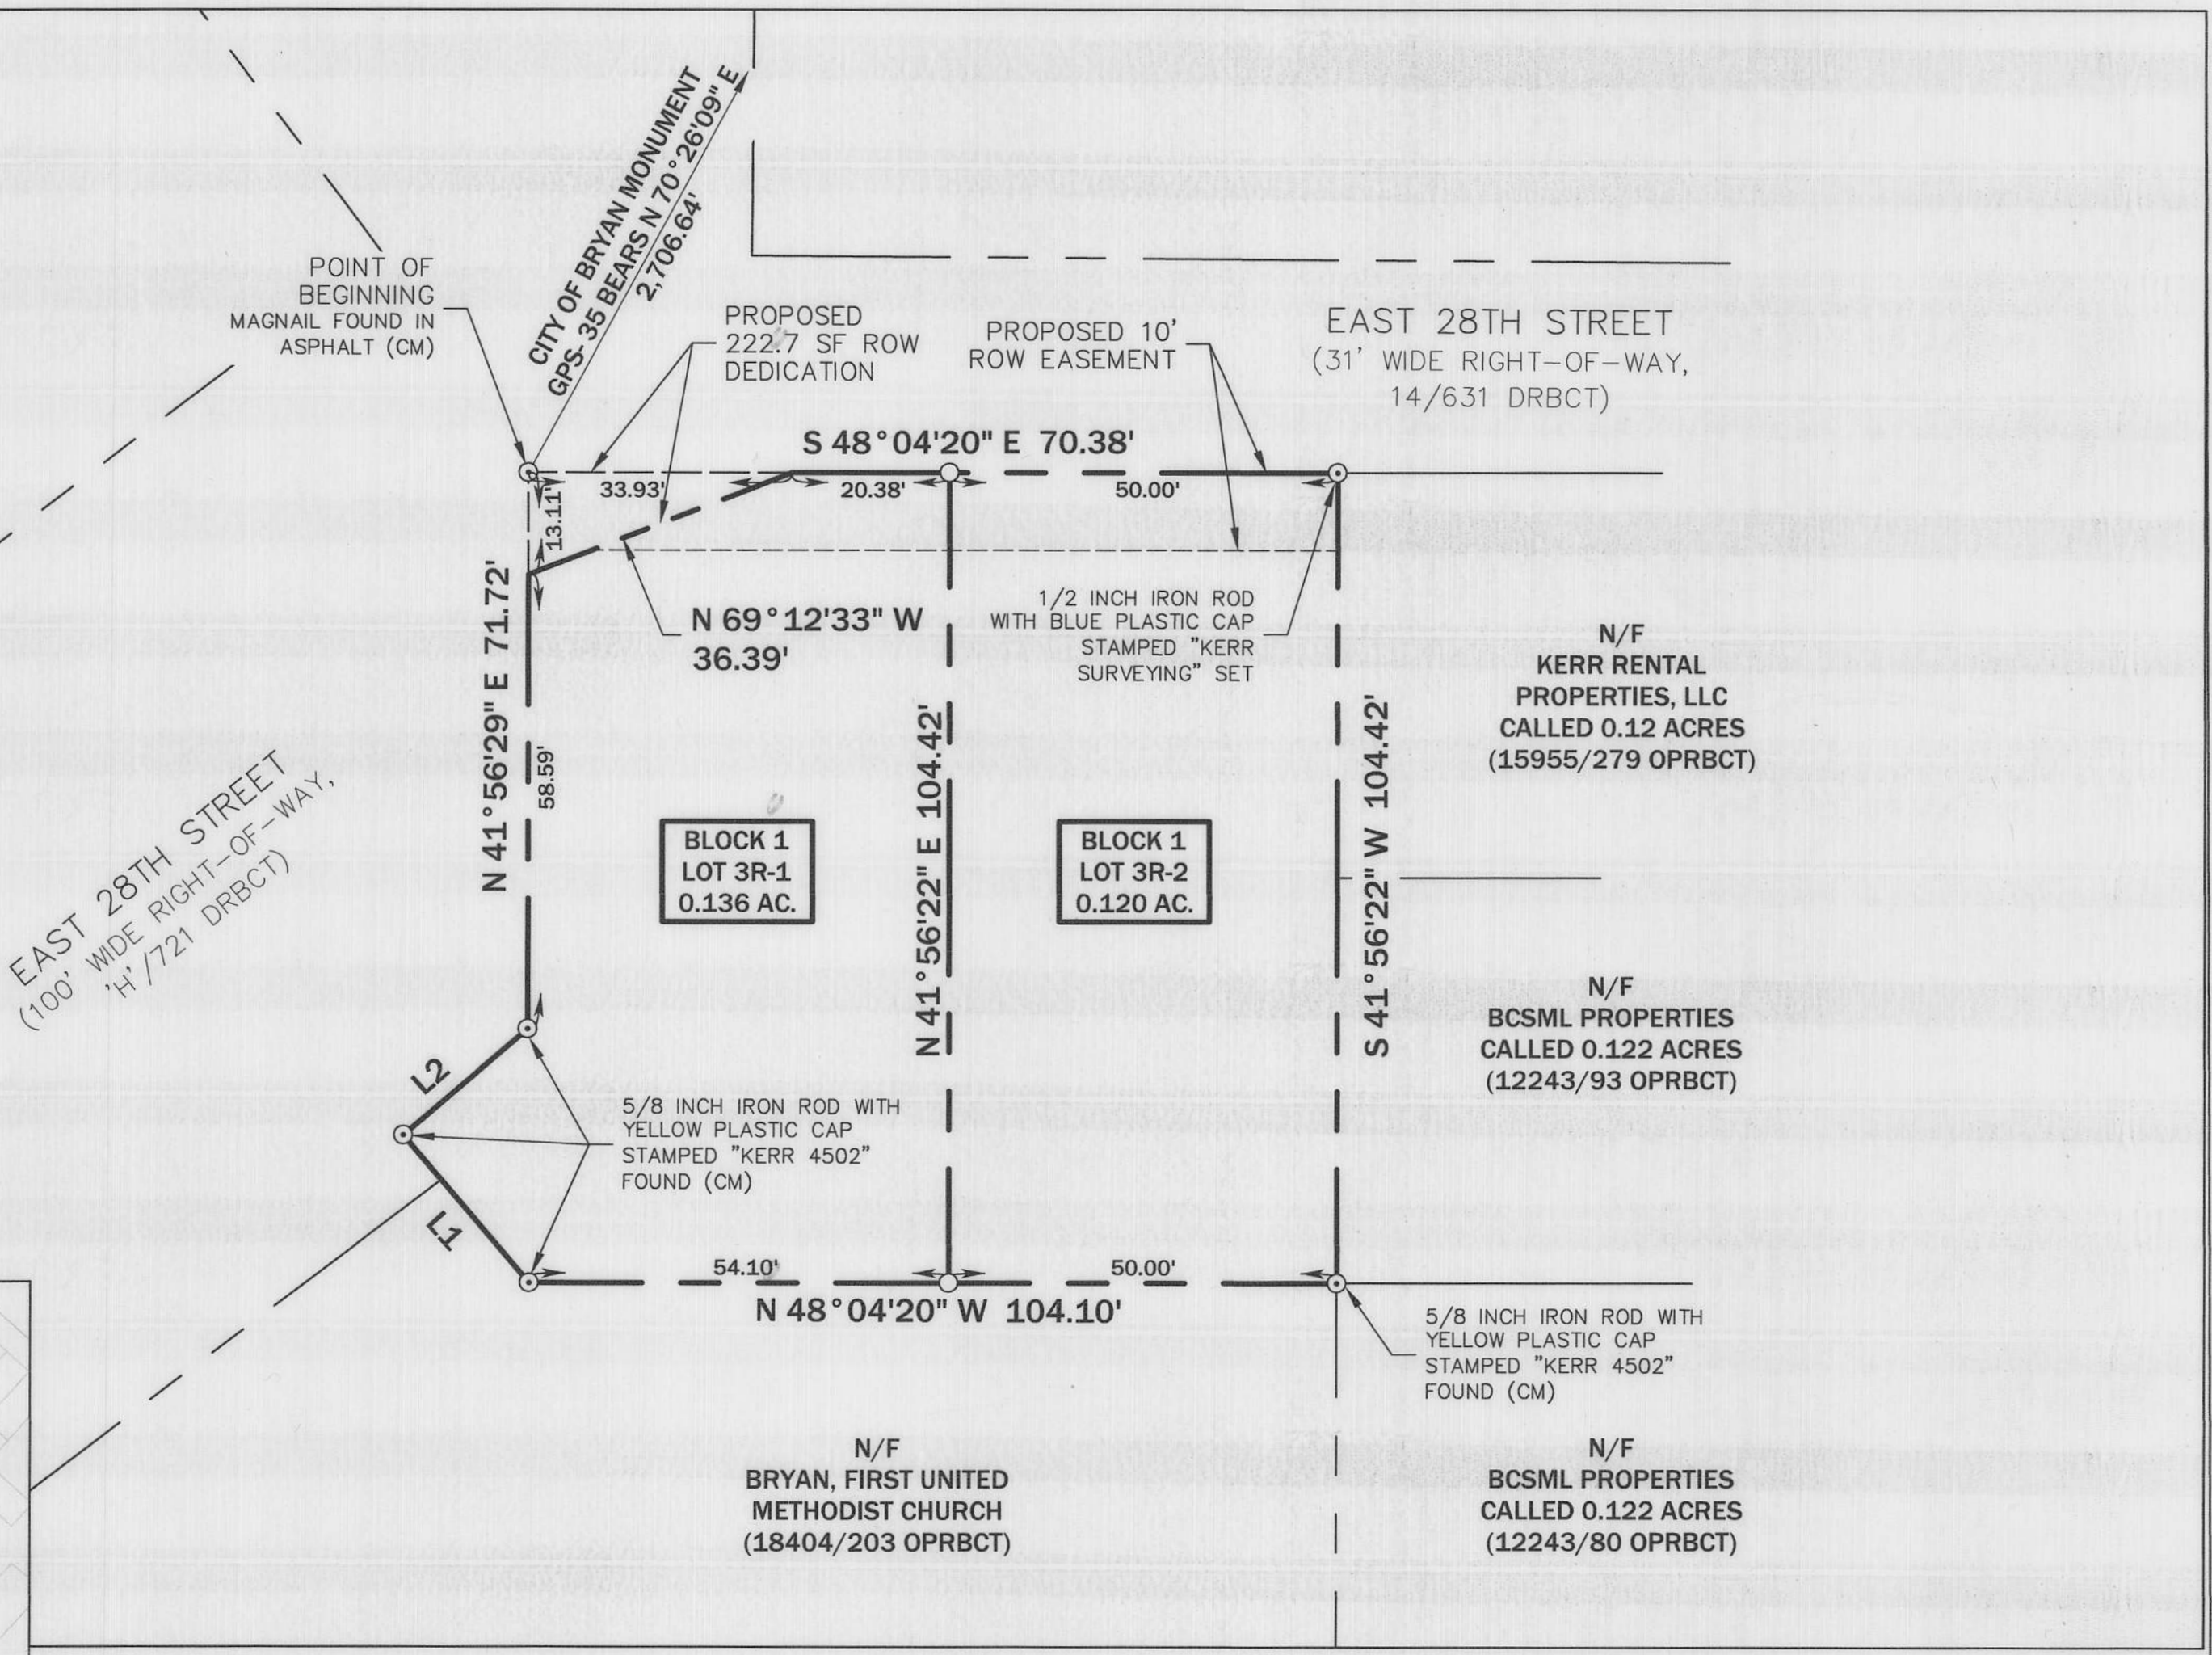 CITY OF BRYAN MONUMENT
GPS-35 BEARS N 70°26'09" E
2,706.64'
POINT OF
BEGINNING
MAGNAIL FOUND IN
ASPHALT (CM)
PROPOSED
222.7 SF ROW
DEDICATION
PROPOSED 10'
ROW EASEMENT
EAST 28TH STREET
(31' WIDE RIGHT-OF-WAY,
14/631 DRBCT)
S 48°04'20" E 70.38'
33.93'
20.38'
50.00'
13.11'
N 41°56'29" E 71.72'
58.59'
N 69°12'33" W
36.39'
1/2 INCH IRON ROD
WITH BLUE PLASTIC CAP
STAMPED "KERR
SURVEYING" SET
N/F
KERR RENTAL
PROPERTIES, LLC
CALLED 0.12 ACRES
(15955/279 OPRBCT)
EAST 28TH STREET
(100' WIDE RIGHT-OF-WAY,
'H'/721 DRBCT)
BLOCK 1
LOT 3R-1
0.136 AC.
N 41°56'22" E 104.42'
BLOCK 1
LOT 3R-2
0.120 AC.
S 41°56'22" W 104.42'
N/F
BCSML PROPERTIES
CALLED 0.122 ACRES
(12243/93 OPRBCT)
L2
L1
5/8 INCH IRON ROD WITH
YELLOW PLASTIC CAP
STAMPED "KERR 4502"
FOUND (CM)
54.10'
50.00'
N 48°04'20" W 104.10'
5/8 INCH IRON ROD WITH
YELLOW PLASTIC CAP
STAMPED "KERR 4502"
FOUND (CM)
N/F
BRYAN, FIRST UNITED
METHODIST CHURCH
(18404/203 OPRBCT)
N/F
BCSML PROPERTIES
CALLED 0.122 ACRES
(12243/80 OPRBCT)